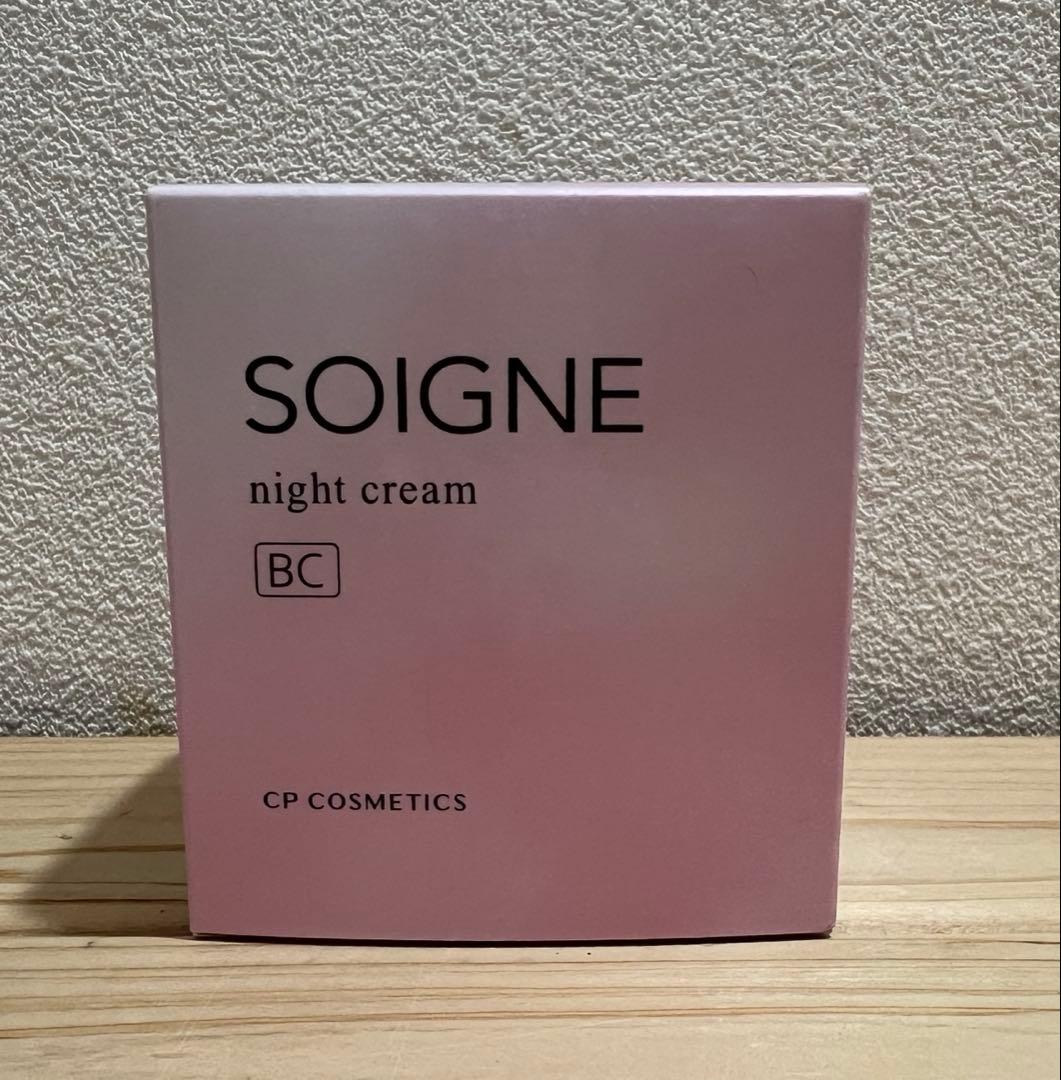 SOIGNE
night cream
BC
CP COSMETICS